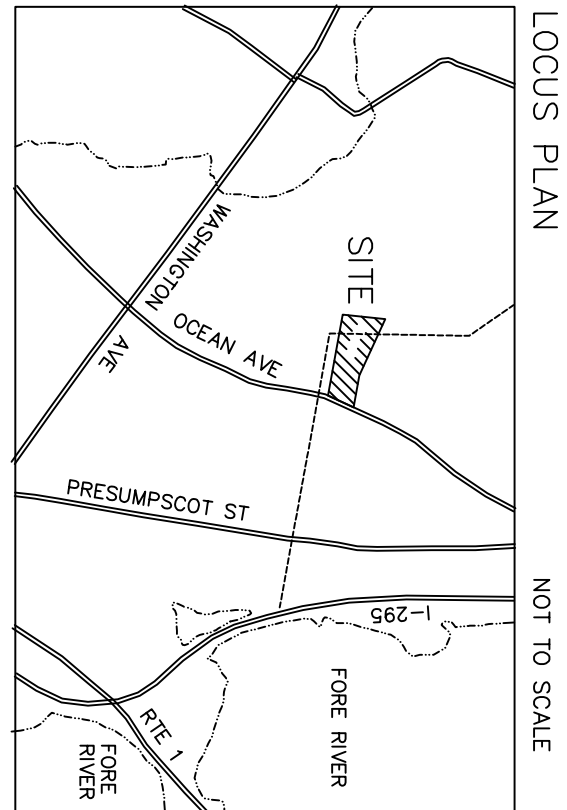 LOCUS PLAN
NOT TO SCALE
SITE
WASHINGTON
AVE
OCEAN AVE
PRESUMPSCOT ST
I-295
FORE RIVER
RTE 1
FORE
RIVER